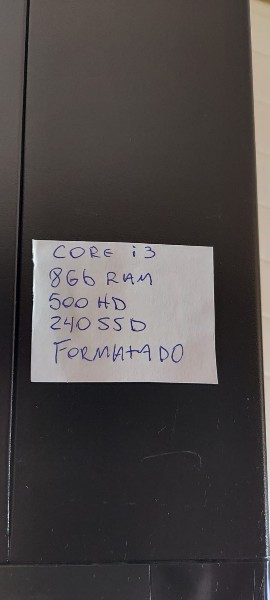 CORE i3
8Gb RAM
500 HD
240 SSD
FORMATADO